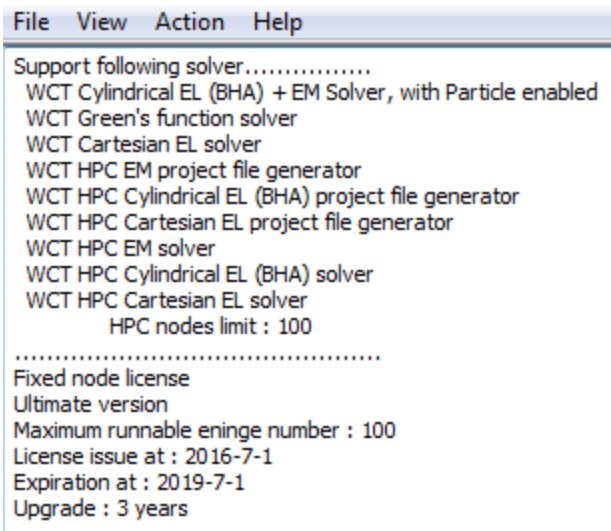 File View Action Help
Support following solver................
WCT Cylindrical EL (BHA) + EM Solver, with Particle enabled
WCT Green's function solver
WCT Cartesian EL solver
WCT HPC EM project file generator
WCT HPC Cylindrical EL (BHA) project file generator
WCT HPC Cartesian EL project file generator
WCT HPC EM solver
WCT HPC Cylindrical EL (BHA) solver
WCT HPC Cartesian EL solver
HPC nodes limit : 100
..............................................
Fixed node license
Ultimate version
Maximum runnable eninge number : 100
License issue at : 2016-7-1
Expiration at : 2019-7-1
Upgrade : 3 years